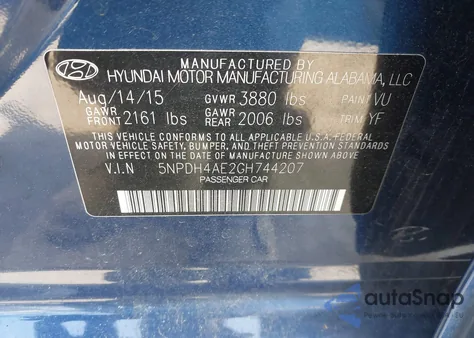 MANUFACTURED BY
HYUNDAI MOTOR MANUFACTURING ALABAMA, LLC
Aug/14/15 GVWR 3880 lbs PAINT VU
GAWR FRONT 2161 lbs GAWR REAR 2006 lbs TRIM YF
THIS VEHICLE CONFORMS TO ALL APPLICABLE U.S.A FEDERAL
MOTOR VEHICLE SAFETY, BUMPER, AND THEFT PREVENTION
STANDARDS IN EFFECT ON THE DATE OF MANUFACTURE
V.I.N 5NPDH4AE2GH744207
PASSENGER CAR
autoSnap